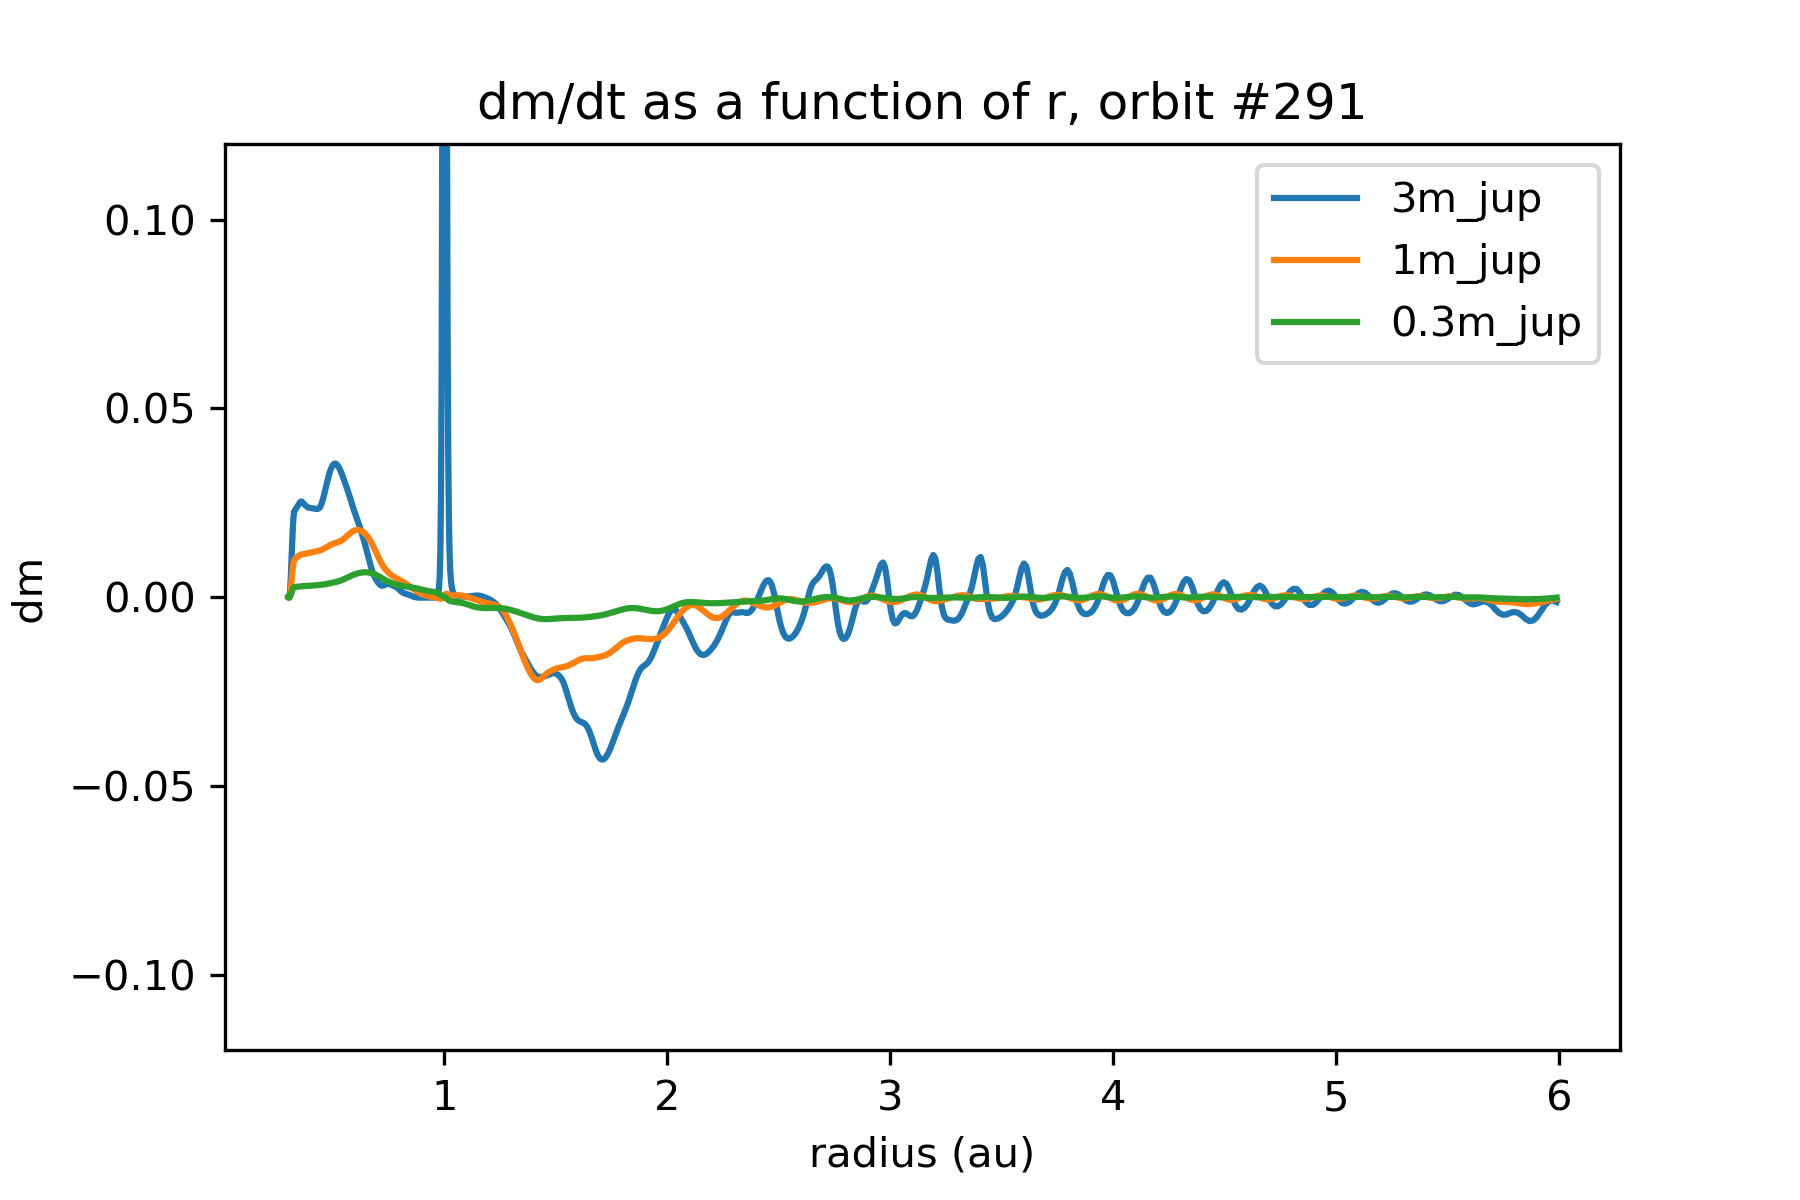 dm/dt as a function of r, orbit #291
3m_jup
1m_jup
0.3m_jup
0.10
0.05
0.00
−0.05
−0.10
dm
1 2 3 4 5 6
radius (au)